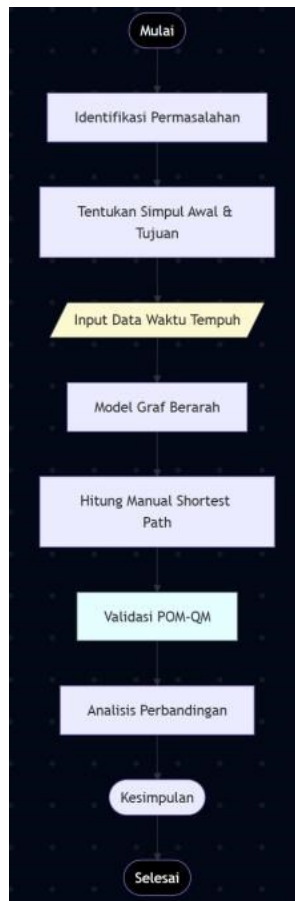 Mulai
Identifikasi Permasalahan
Tentukan Simpul Awal &
Tujuan
Input Data Waktu Tempuh
Model Graf Berarah
Hitung Manual Shortest
Path
Validasi POM-QM
Analisis Perbandingan
Kesimpulan
Selesai